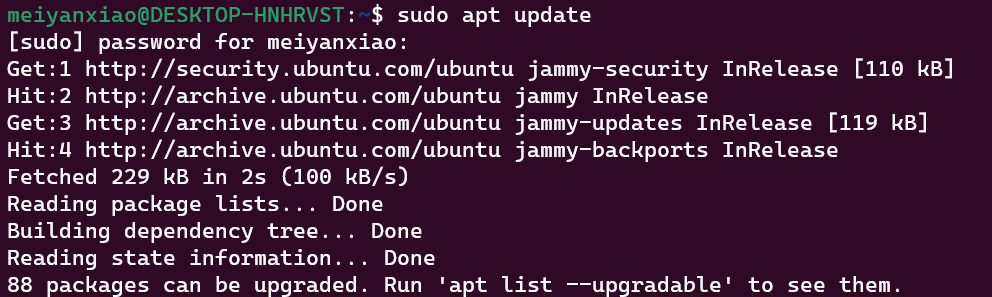 meiyanxiao@DESKTOP-HNHRVST:~$ sudo apt update
[sudo] password for meiyanxiao:
Get:1 http://security.ubuntu.com/ubuntu jammy-security InRelease [110 kB]
Hit:2 http://archive.ubuntu.com/ubuntu jammy InRelease
Get:3 http://archive.ubuntu.com/ubuntu jammy-updates InRelease [119 kB]
Hit:4 http://archive.ubuntu.com/ubuntu jammy-backports InRelease
Fetched 229 kB in 2s (100 kB/s)
Reading package lists... Done
Building dependency tree... Done
Reading state information... Done
88 packages can be upgraded. Run 'apt list --upgradable' to see them.